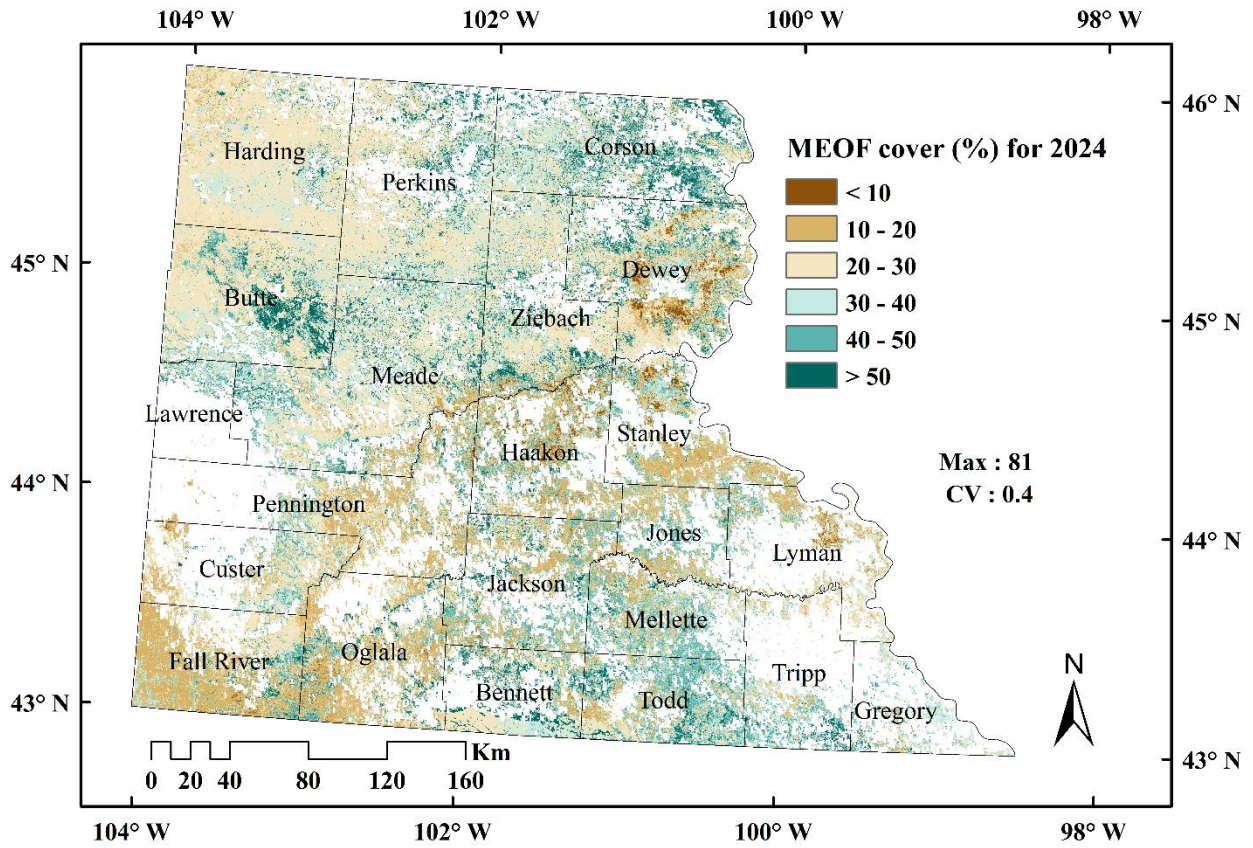 104° W 102° W 100° W 98° W
46° N
45° N
44° N
43° N
45° N
44° N
43° N
46° N
MEOF cover (%) for 2024
< 10
10 - 20
20 - 30
30 - 40
40 - 50
> 50
Max : 81
CV : 0.4
Harding
Perkins
Corson
Dewey
Butte
Ziebach
Meade
Lawrence
Stanley
Haakon
Pennington
Jones
Lyman
Custer
Jackson
Mellette
Fall River
Oglala
Tripp
Bennett
Todd
Gregory
N
Km
0 20 40 80 120 160
104° W 102° W 100° W 98° W